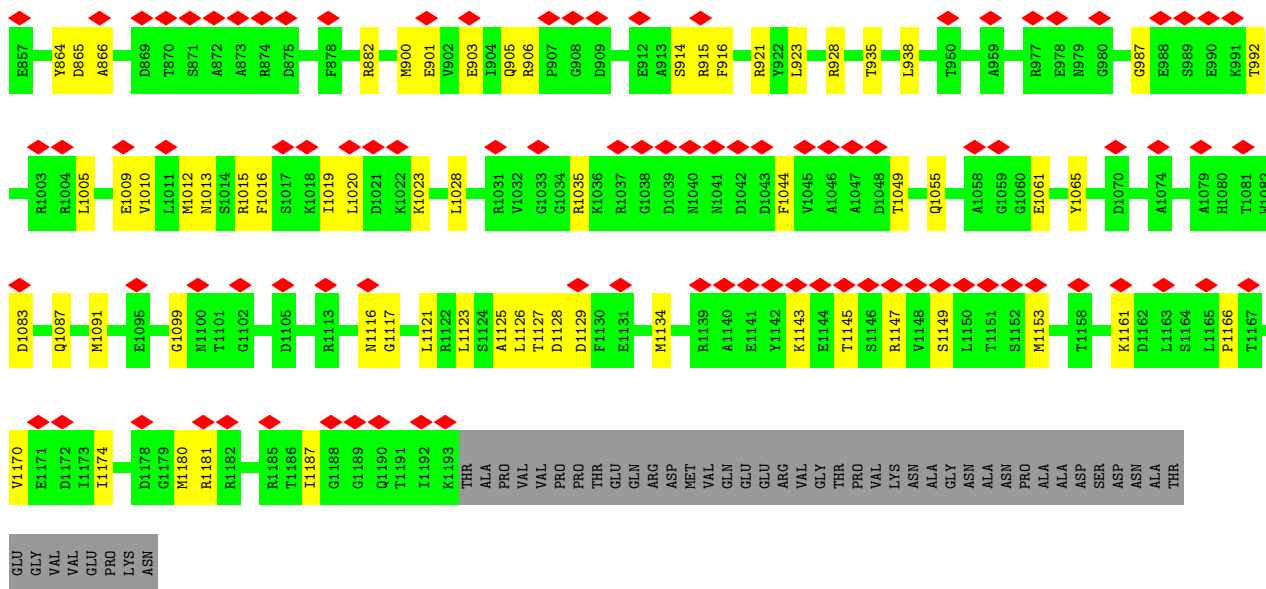 E857 Y864 D865 A866 D869 T870 S871 A872 A873 R874 D875 F878 R882 M900 E901 V902 E903 I904 Q905 R906 P907 G908 D909 E912 A913 S914 R915 F916 R921 Y922 L923 R928 T935 L938 T950 A959 R977 E978 N979 G980 G987 E988 S989 E990 K991 T992
R1003 R1004 L1005 E1009 V1010 L1011 M1012 N1013 S1014 R1015 F1016 S1017 K1018 I1019 L1020 D1021 K1022 K1023 L1028 R1031 V1032 G1033 G1034 R1035 K1036 R1037 G1038 D1039 N1040 N1041 D1042 D1043 F1044 V1045 A1046 A1047 D1048 T1049 Q1055 A1058 G1059 G1060 E1061 Y1065 D1070 A1074 A1079 H1080 T1081 W1082
D1083 Q1087 M1091 E1095 G1099 N1100 T1101 G1102 D1105 R1113 N1116 G1117 L1121 R1122 L1123 S1124 A1125 L1126 T1127 D1128 D1129 F1130 E1131 M1134 R1139 A1140 E1141 Y1142 K1143 E1144 T1145 S1146 R1147 V1148 S1149 L1150 T1151 S1152 M1153 T1158 K1161 D1162 L1163 S1164 L1165 P1166 T1167
V1170 E1171 D1172 I1173 I1174 D1178 G1179 M1180 R1181 R1182 R1185 T1186 I1187 G1188 G1189 Q1190 T1191 I1192 K1193 THR ALA PRO VAL VAL PRO PRO THR GLU GLN ARG ASP MET VAL GLN GLU GLU ARG VAL GLY THR PRO VAL LYS ASN ALA GLY ASN ALA ASN PRO ALA ALA ASP SER ASP ASN ALA THR
GLU GLY VAL VAL GLU PRO LYS ASN